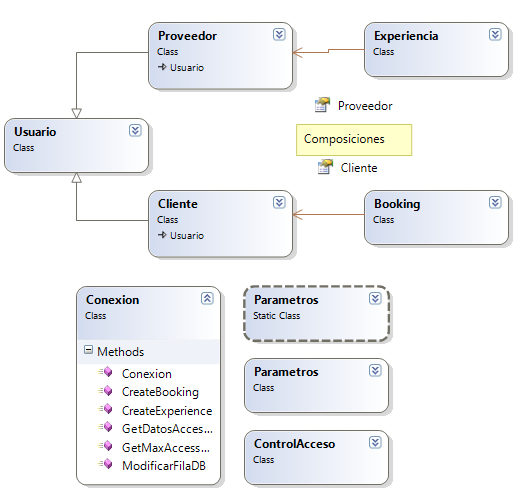 Proveedor
Class
Usuario
Experiencia
Class
Proveedor
Composiciones
Cliente
Usuario
Class
Cliente
Class
Usuario
Booking
Class
Conexion
Class
Methods
Conexion
CreateBooking
CreateExperience
GetDatosAcces...
GetMaxAccess...
ModificarFilaDB
Parametros
Static Class
Parametros
Class
ControlAcceso
Class